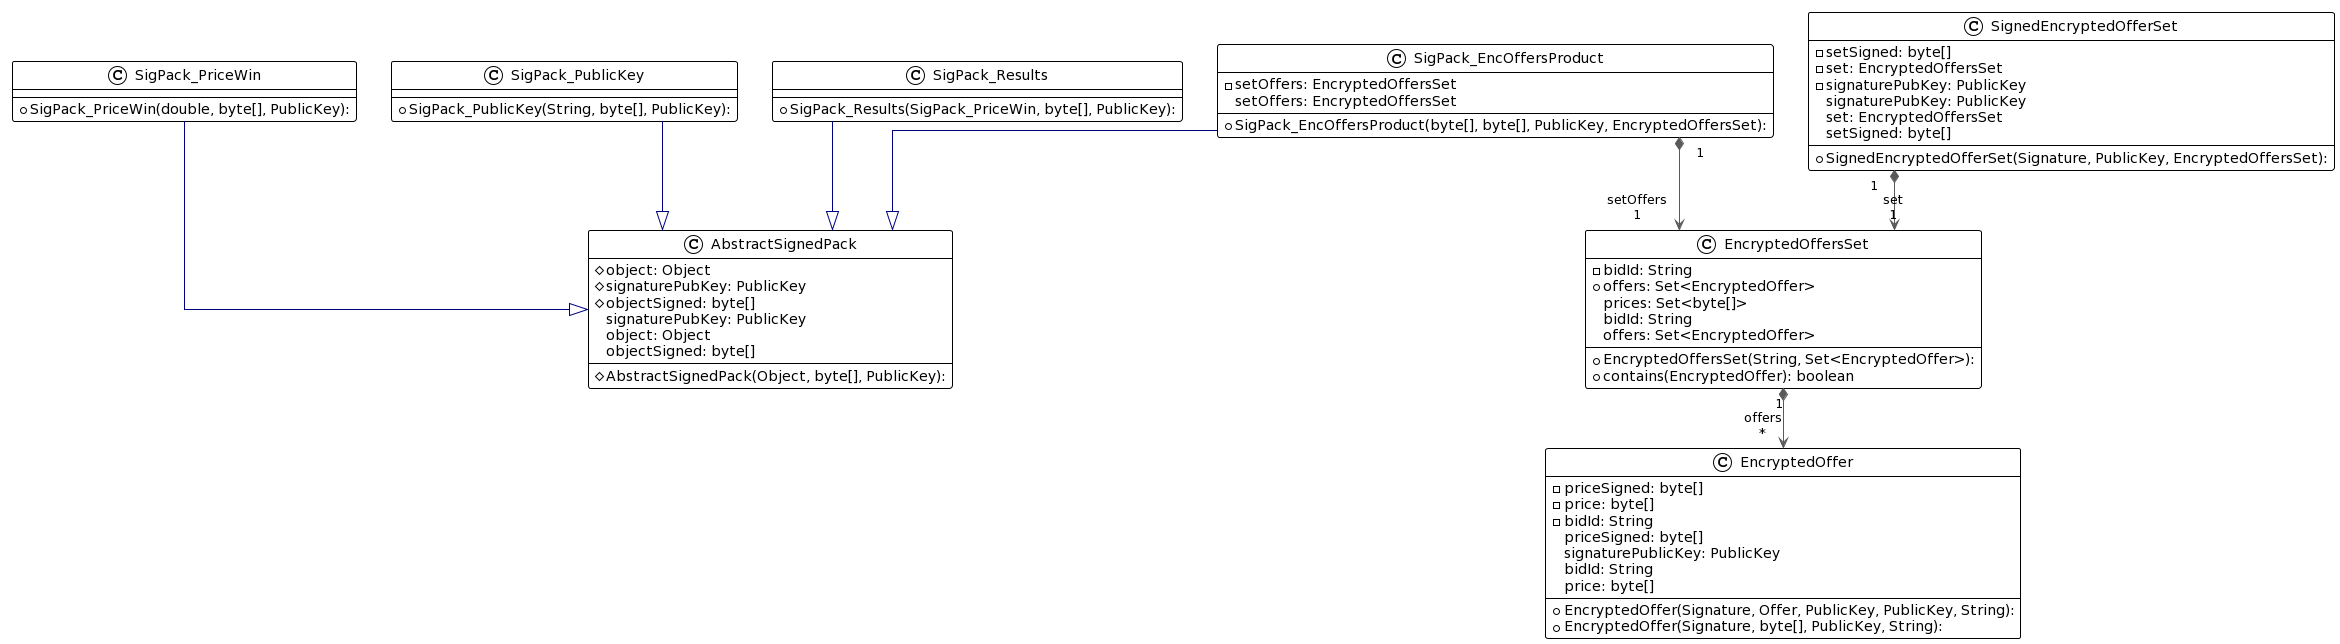 C SigPack_PriceWin
SigPack_PriceWin(double, byte[], PublicKey):
C SigPack_PublicKey
SigPack_PublicKey(String, byte[], PublicKey):
C SigPack_Results
SigPack_Results(SigPack_PriceWin, byte[], PublicKey):
C SigPack_EncOffersProduct
setOffers: EncryptedOffersSet
setOffers: EncryptedOffersSet
SigPack_EncOffersProduct(byte[], byte[], PublicKey, EncryptedOffersSet):
C SignedEncryptedOfferSet
setSigned: byte[]
set: EncryptedOffersSet
signaturePubKey: PublicKey
signaturePubKey: PublicKey
set: EncryptedOffersSet
setSigned: byte[]
SignedEncryptedOfferSet(Signature, PublicKey, EncryptedOffersSet):
1
setOffers
1
1
set
1
C AbstractSignedPack
object: Object
signaturePubKey: PublicKey
objectSigned: byte[]
signaturePubKey: PublicKey
object: Object
objectSigned: byte[]
AbstractSignedPack(Object, byte[], PublicKey):
C EncryptedOffersSet
bidId: String
offers: Set<EncryptedOffer>
prices: Set<byte[]>
bidId: String
offers: Set<EncryptedOffer>
EncryptedOffersSet(String, Set<EncryptedOffer>):
contains(EncryptedOffer): boolean
1
offers
*
C EncryptedOffer
priceSigned: byte[]
price: byte[]
bidId: String
priceSigned: byte[]
signaturePublicKey: PublicKey
bidId: String
price: byte[]
EncryptedOffer(Signature, Offer, PublicKey, PublicKey, String):
EncryptedOffer(Signature, byte[], PublicKey, String):